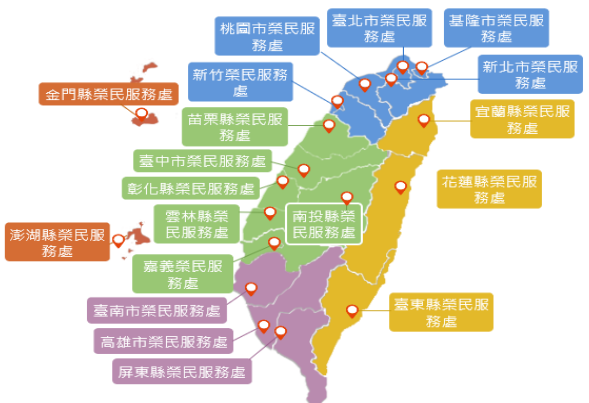 桃園市榮民服
務處
臺北市榮民服
務處
基隆市榮民服
務處
新竹榮民服務
處
新北市榮民服
務處
金門縣榮民服務處
苗栗縣榮民服
務處
宜蘭縣榮民服
務處
臺中市榮民服務處
彰化縣榮民服務處
花蓮縣榮民服
務處
雲林縣榮
民服務處
南投縣榮
民服務處
澎湖縣榮民服
務處
嘉義榮民服
務處
臺南市榮民服務處
臺東縣榮民服
務處
高雄市榮民服務處
屏東縣榮民服務處